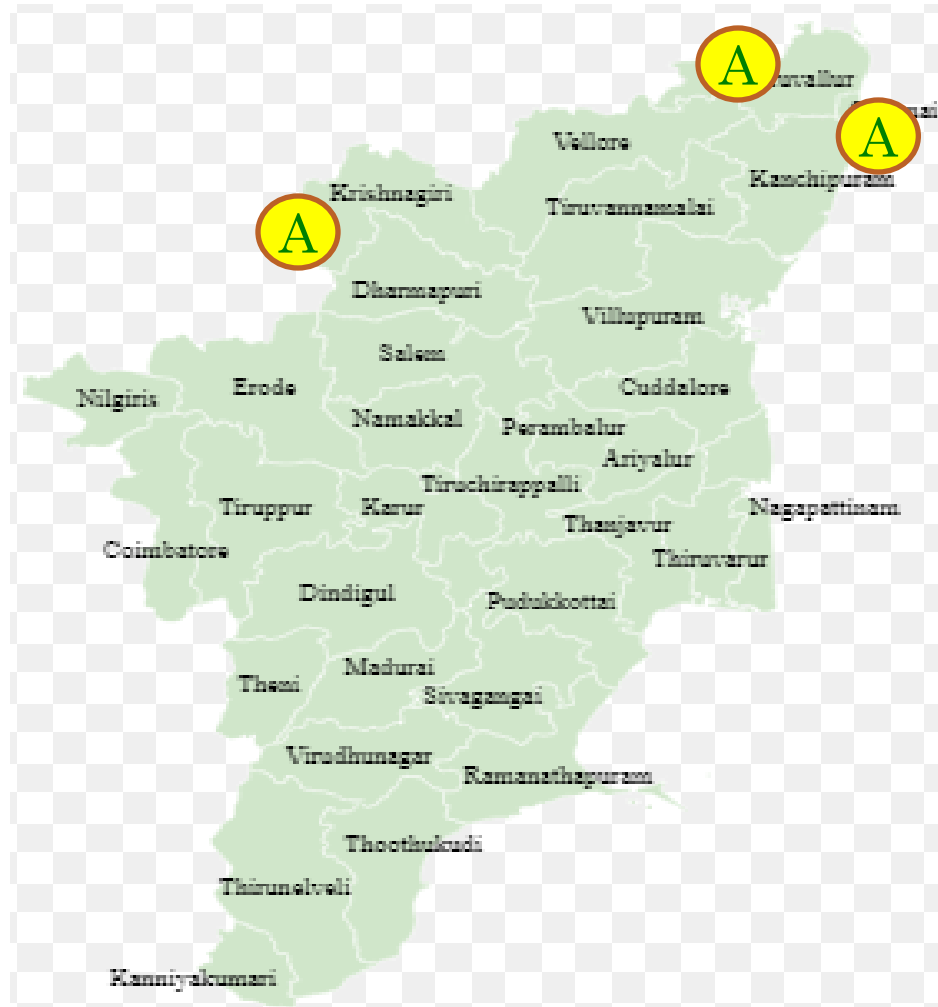 A
ruvallur
A
Vellore
Kanchipuram
Krishnagiri
Tiruvannamalai
A
Dharmapuri
Villupuram
Salem
Nilgiris
Erode
Cuddalore
Namakkal
Perambalur
Ariyalur
Tiruchirappalli
Tiruppur
Karur
Nagapattinam
Thanjavur
Coimbatore
Thiruvarur
Dindigul
Pudukkottai
Madurai
Theni
Sivagangai
Virudhunagar
Ramanathapuram
Thoothukudi
Thirunelveli
Kanniyakumari